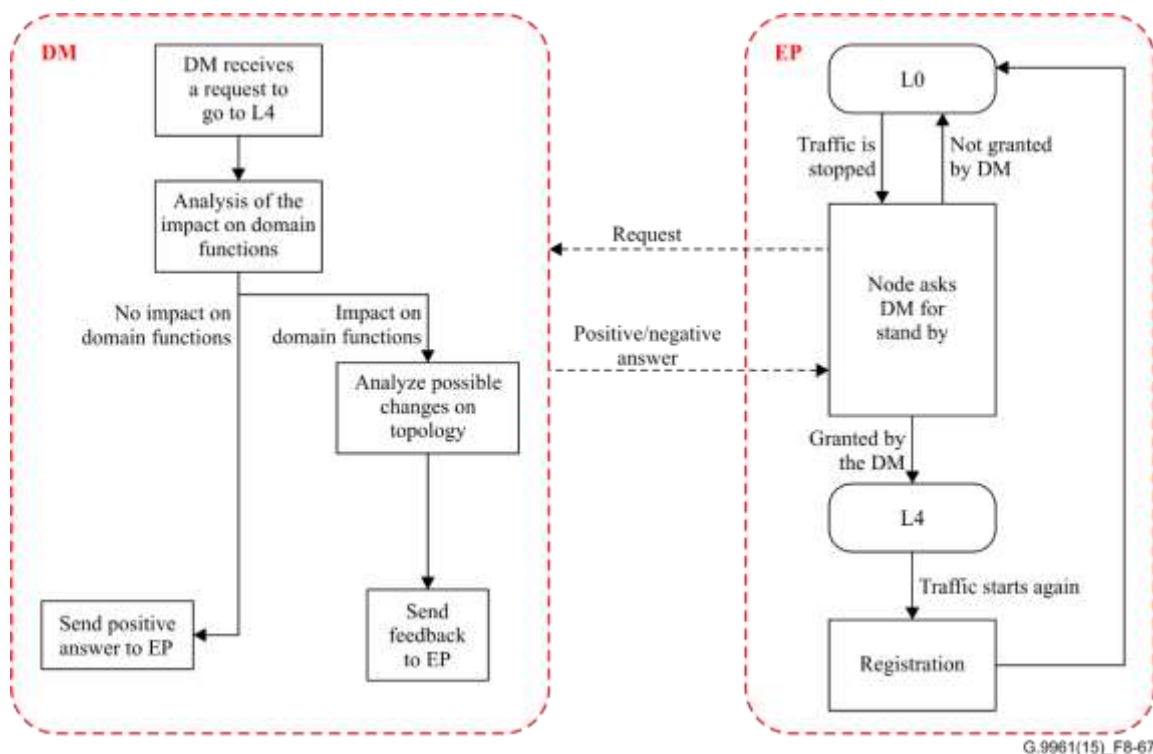 DM
DM receives
a request to
go to L4
Analysis of the
impact on domain
functions
No impact on
domain functions
Impact on
domain functions
Analyze possible
changes on
topology
Send positive
answer to EP
Send
feedback
to EP
Request
Positive/negative
answer
EP
L0
Traffic is
stopped
Not granted
by DM
Node asks
DM for
stand by
Granted by
the DM
L4
Traffic starts again
Registration
G.9961(15)_F8-67